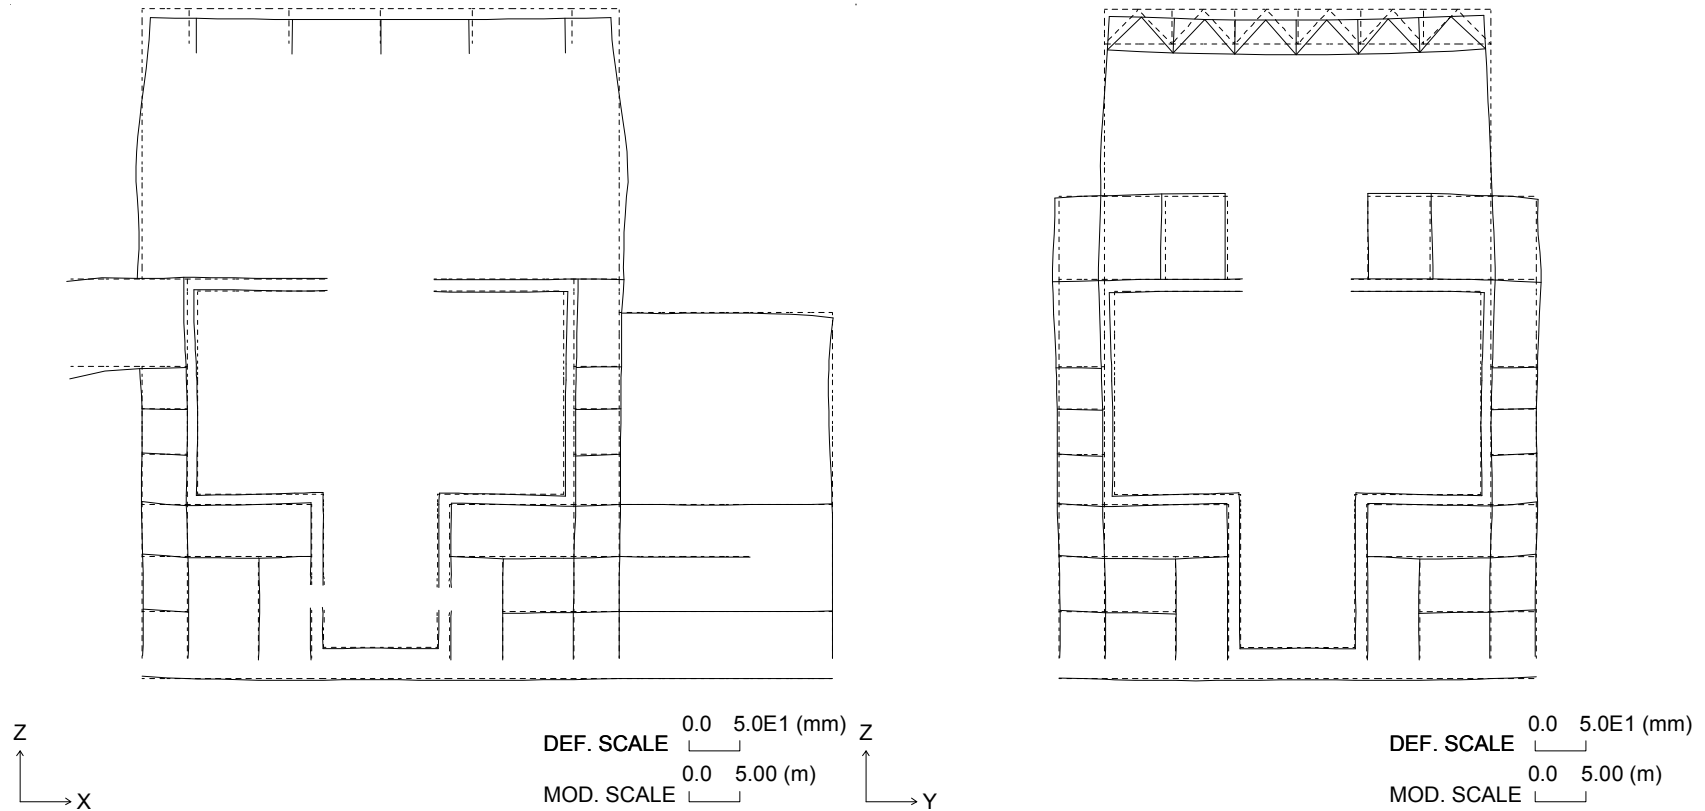 Z
X
DEF. SCALE 0.0 5.0E1 (mm)
MOD. SCALE 0.0 5.00 (m)
Z
Y
DEF. SCALE 0.0 5.0E1 (mm)
MOD. SCALE 0.0 5.00 (m)